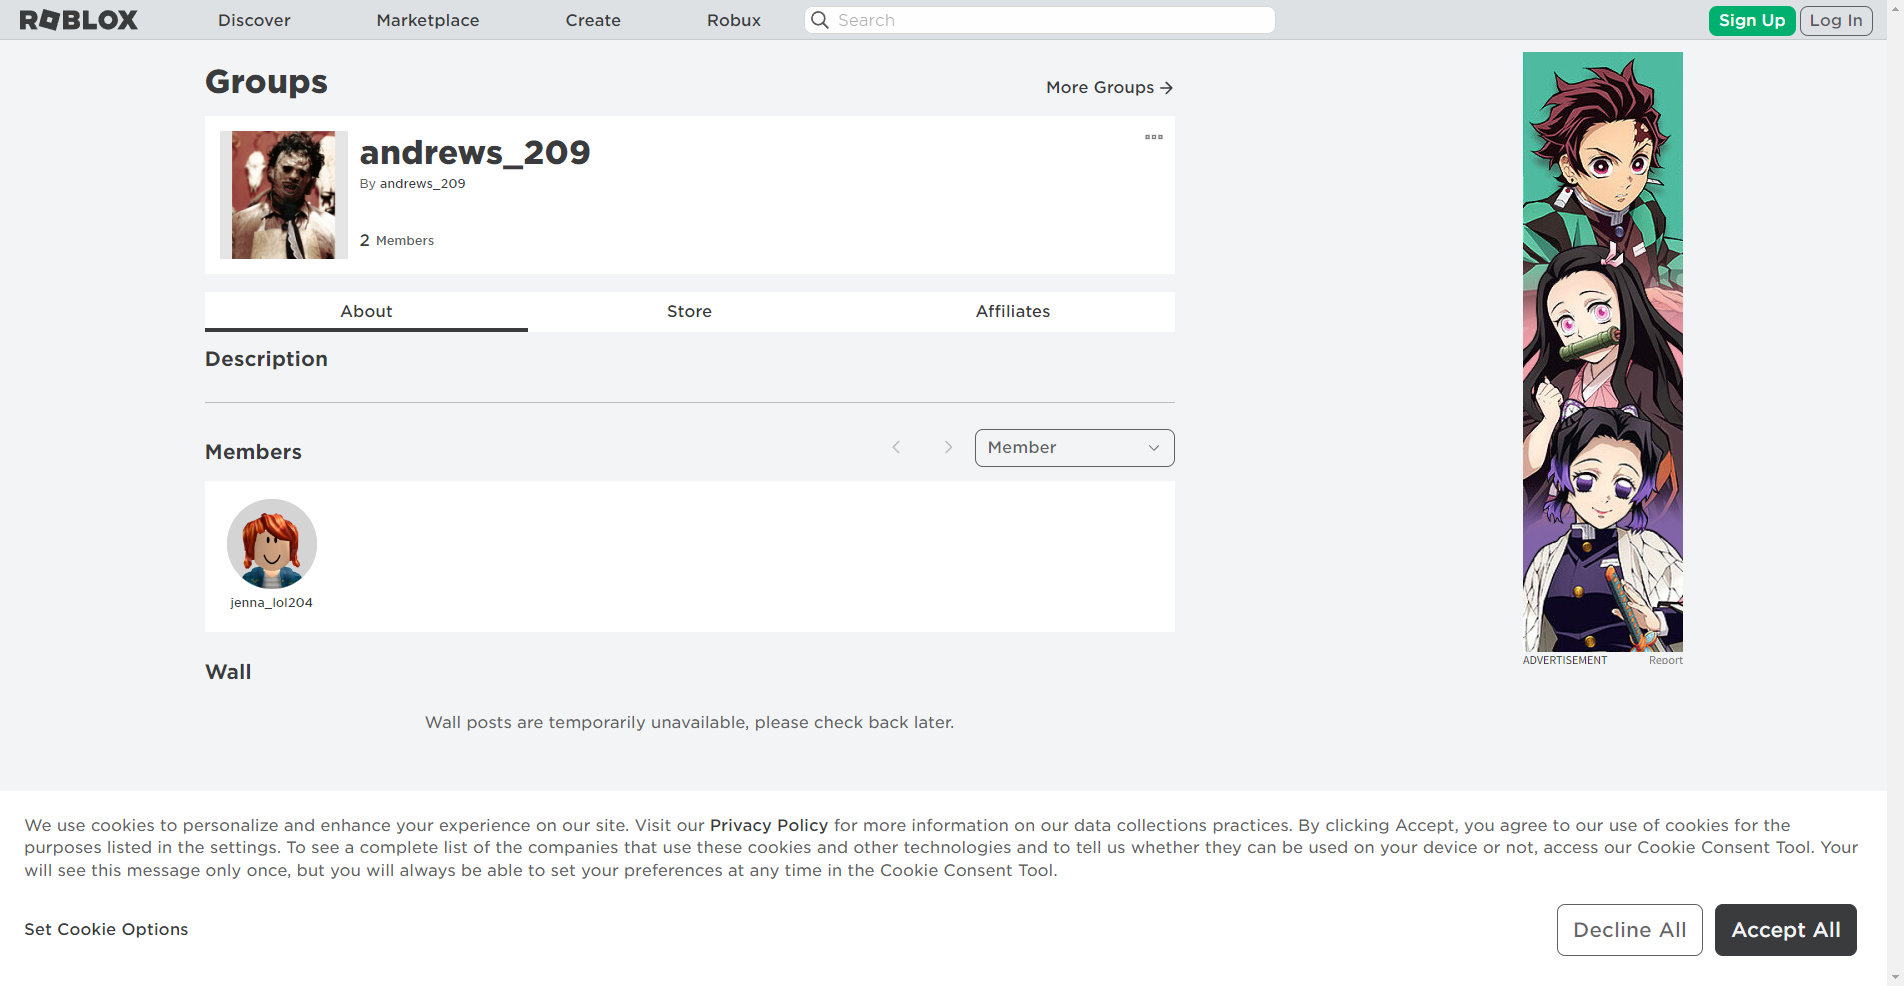 ROBLOX Discover Marketplace Create Robux Search Sign Up Log In
Groups
More Groups →
andrews_209
By andrews_209
2 Members
About Store Affiliates
Description
Members
Member
jenna_lol204
Wall
Wall posts are temporarily unavailable, please check back later.
ADVERTISEMENT Report
We use cookies to personalize and enhance your experience on our site. Visit our Privacy Policy for more information on our data collections practices. By clicking Accept, you agree to our use of cookies for the
purposes listed in the settings. To see a complete list of the companies that use these cookies and other technologies and to tell us whether they can be used on your device or not, access our Cookie Consent Tool. Your
will see this message only once, but you will always be able to set your preferences at any time in the Cookie Consent Tool.
Set Cookie Options
Decline All Accept All